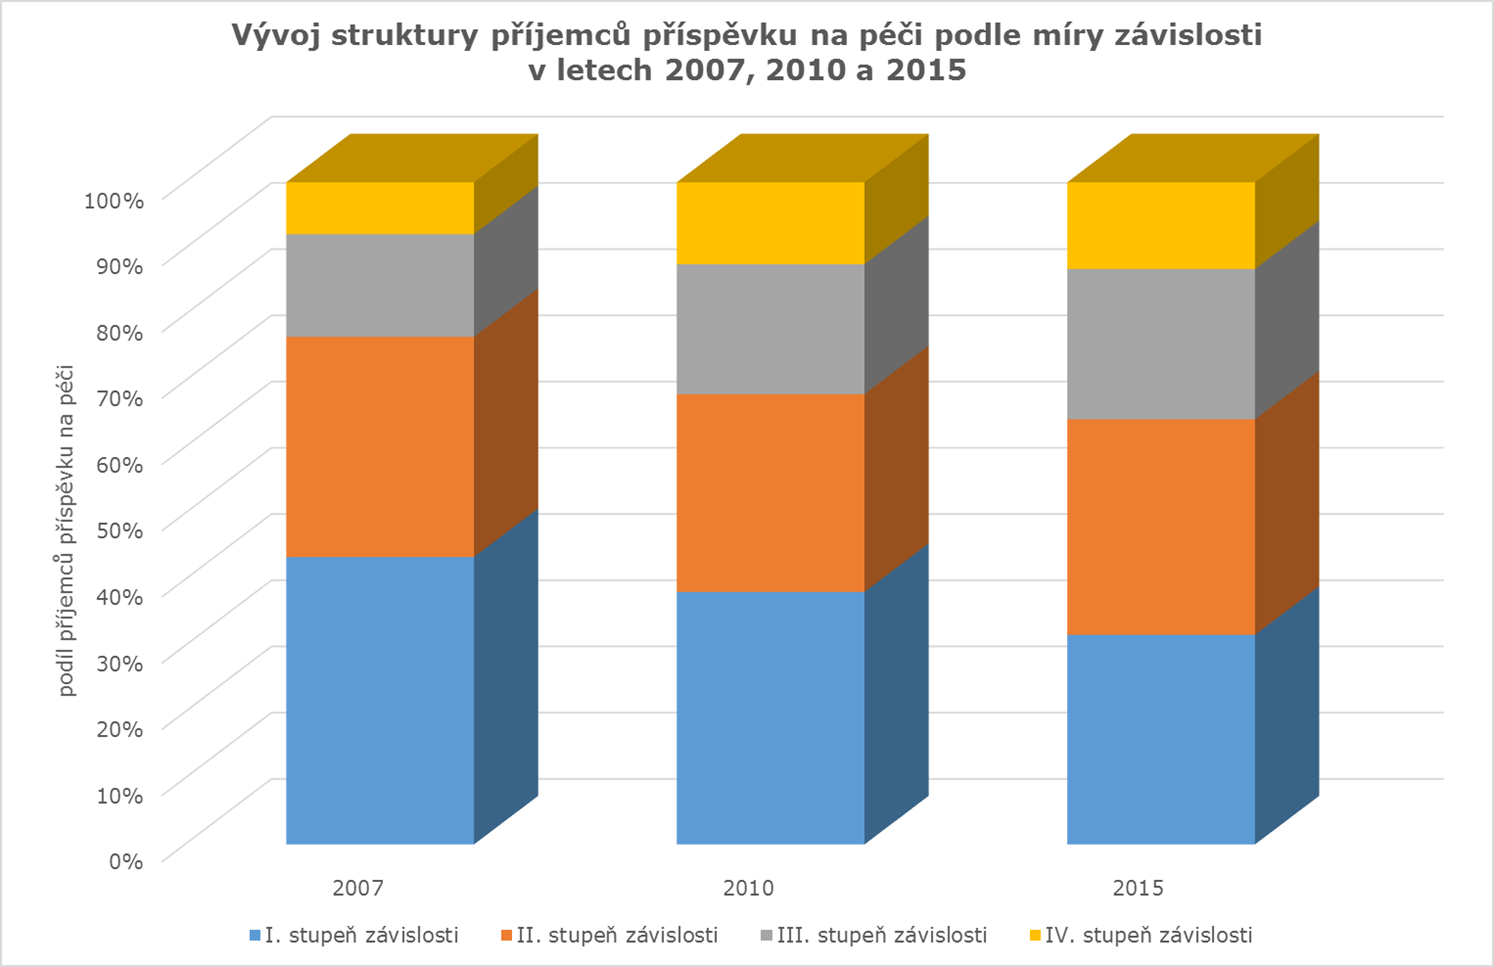 Vývoj struktury příjemců příspěvku na péči podle míry závislosti
v letech 2007, 2010 a 2015
podíl příjemců příspěvku na péči
100%
90%
80%
70%
60%
50%
40%
30%
20%
10%
0%
2007
2010
2015
I. stupeň závislosti
II. stupeň závislosti
III. stupeň závislosti
IV. stupeň závislosti